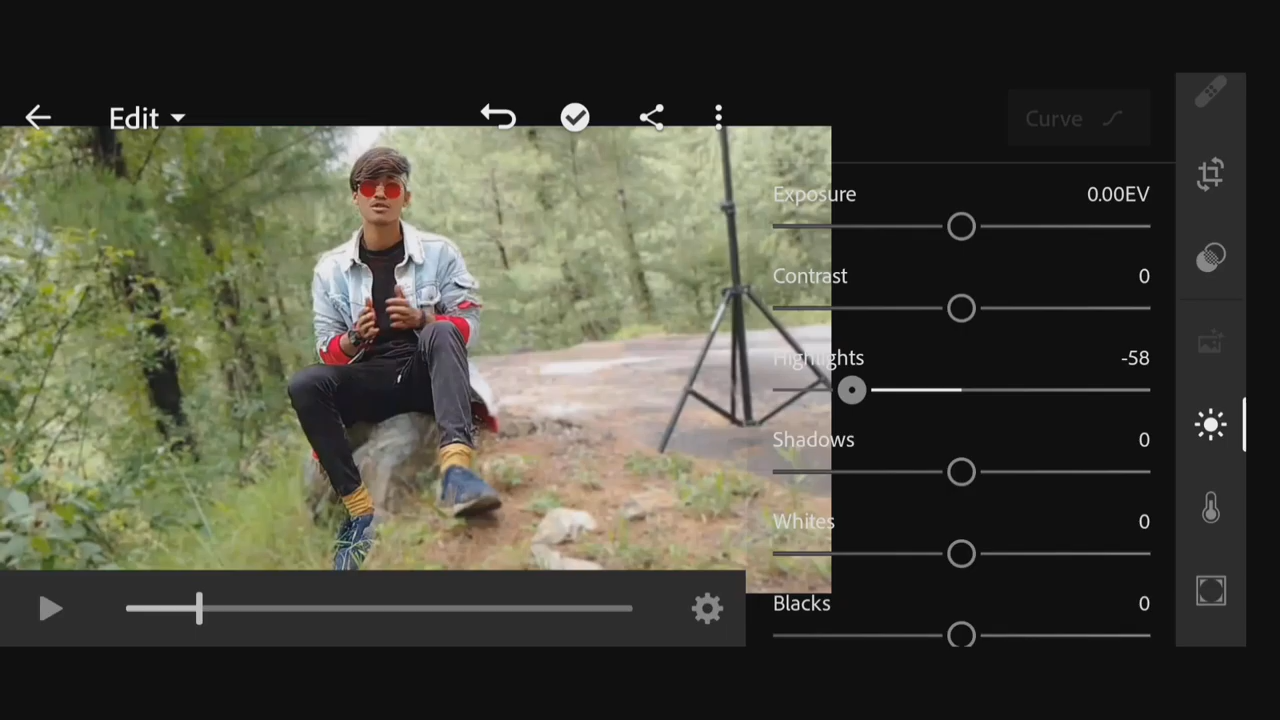 Edit
Curve
Exposure 0.00EV
Contrast 0
Highlights -58
Shadows 0
Whites 0
Blacks 0